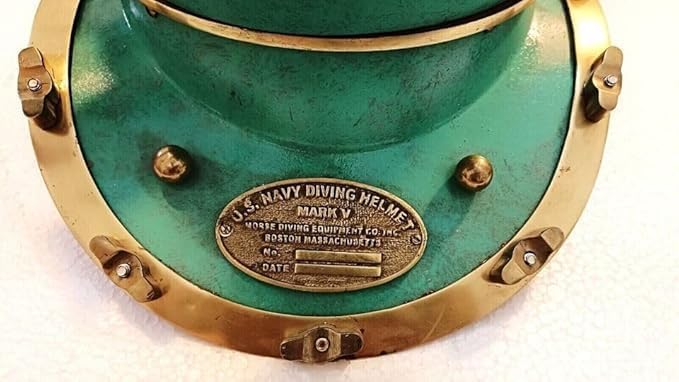 U.S. NAVY DIVING HELMET
MARK V
MORSE DIVING EQUIPMENT CO. INC.
BOSTON MASSACHUSETTS
No.
DATE